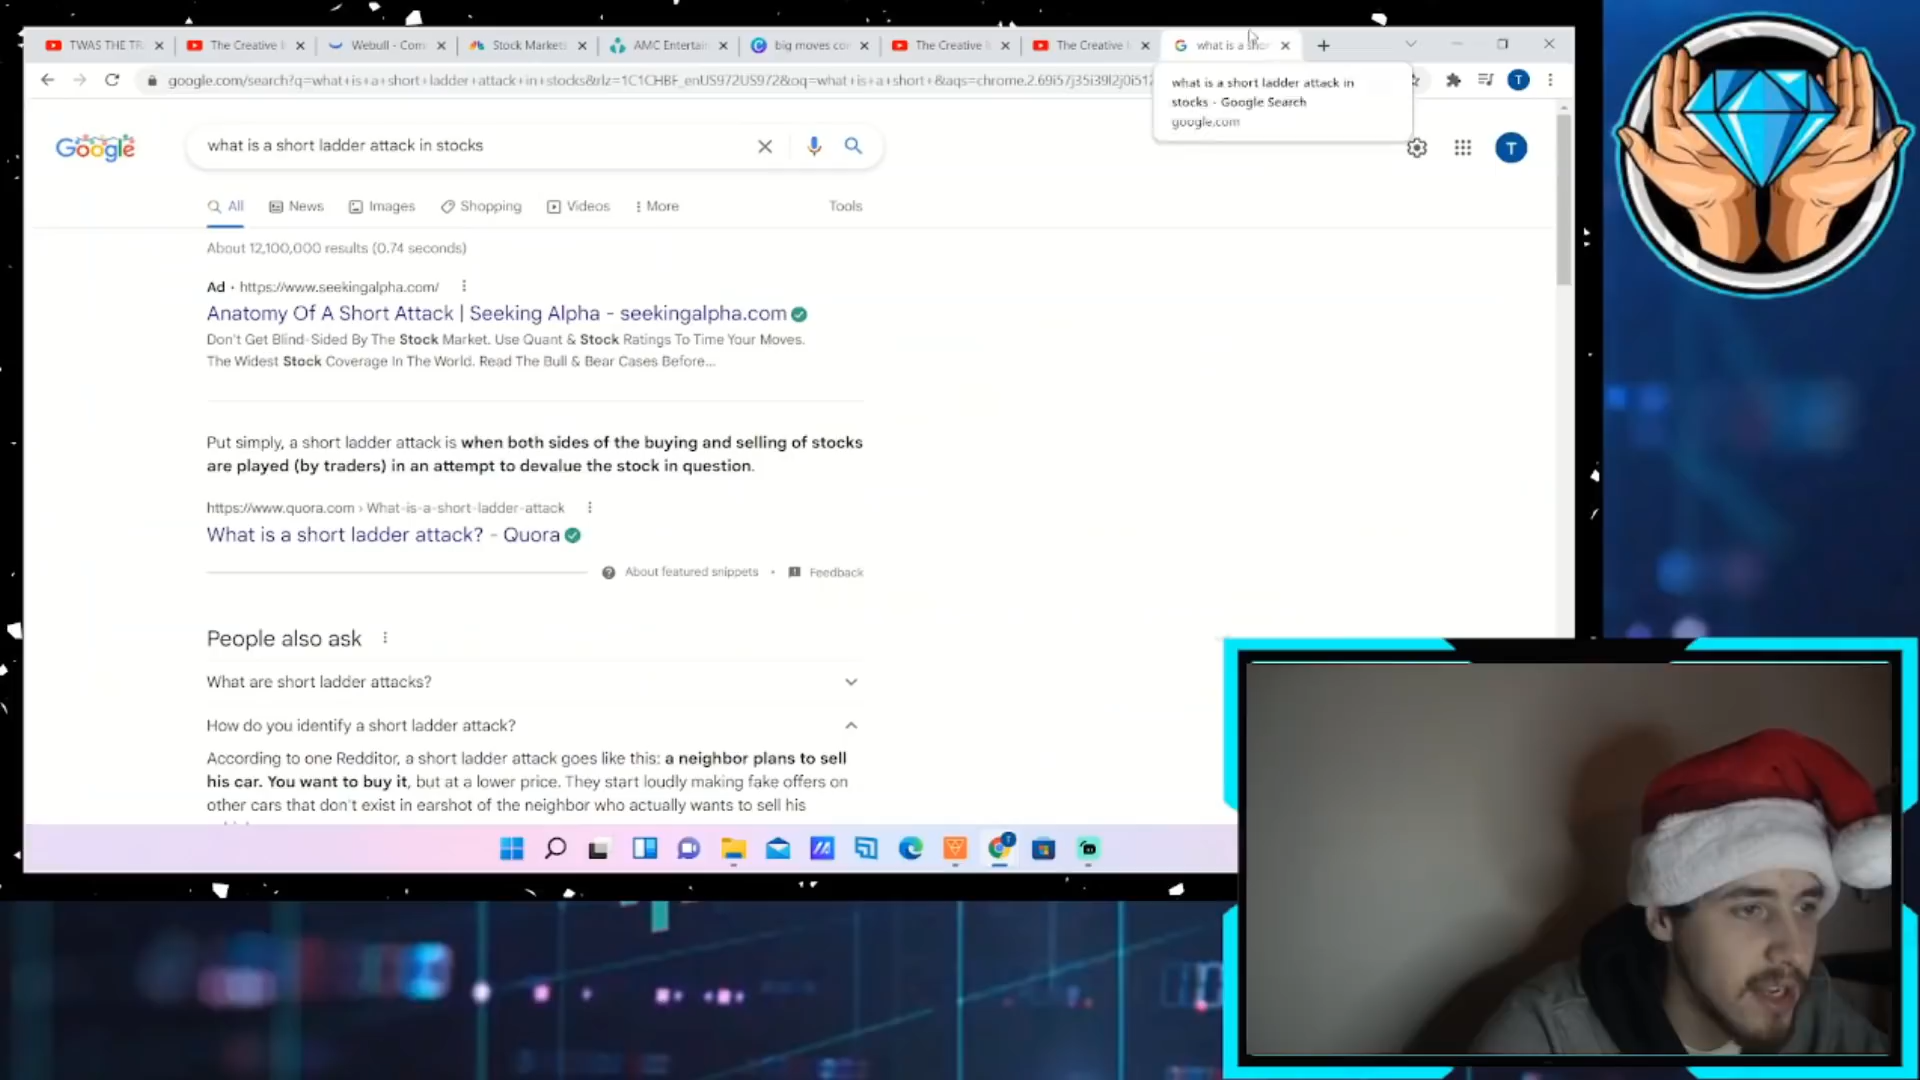 TWAS THE TR
The Creative I
Webull - Com
Stock Market
AMC Entertain
big moves co
The Creative I
The Creative I
what is a shor
google.com/search?q=what+is+a+short+ladder+attack+in+stocks&rlz=1C1CHBF_enUS972US972&oq=what+is+a+short+&aqs=chrome.2.69i57j35i39l2j0i512
T
what is a short ladder attack in
stocks - Google Search
google.com
Google
what is a short ladder attack in stocks
T
All
News
Images
Shopping
Videos
More
Tools
About 12,100,000 results (0.74 seconds)
Ad · https://www.seekingalpha.com/
Anatomy Of A Short Attack | Seeking Alpha - seekingalpha.com
Don't Get Blind-Sided By The Stock Market. Use Quant & Stock Ratings To Time Your Moves.
The Widest Stock Coverage In The World. Read The Bull & Bear Cases Before...
Put simply, a short ladder attack is when both sides of the buying and selling of stocks
are played (by traders) in an attempt to devalue the stock in question.
https://www.quora.com › What-is-a-short-ladder-attack
What is a short ladder attack? - Quora
About featured snippets
Feedback
People also ask
What are short ladder attacks?
How do you identify a short ladder attack?
According to one Redditor, a short ladder attack goes like this: a neighbor plans to sell
his car. You want to buy it, but at a lower price. They start loudly making fake offers on
other cars that don't exist in earshot of the neighbor who actually wants to sell his